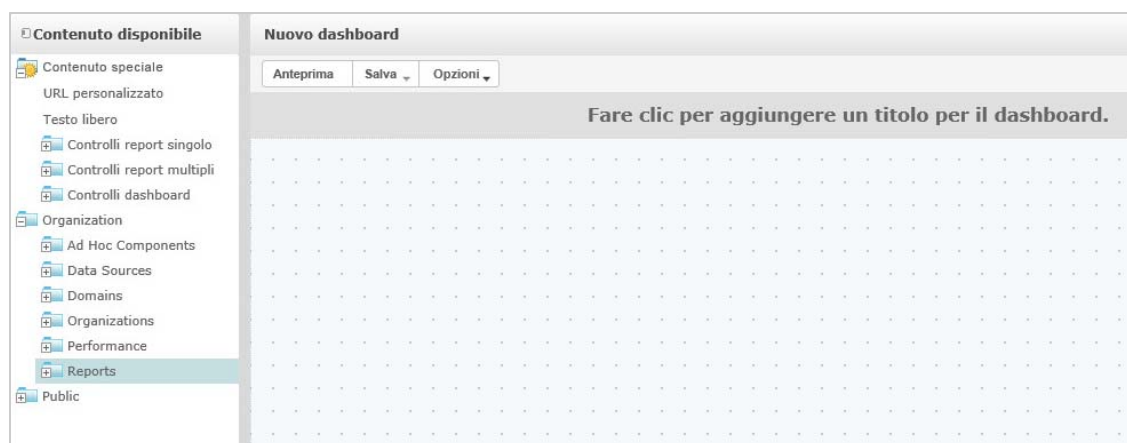 Contenuto disponibile
Contenuto speciale
URL personalizzato
Testo libero
Controlli report singolo
Controlli report multipli
Controlli dashboard
Organization
Ad Hoc Components
Data Sources
Domains
Organizations
Performance
Reports
Public
Nuovo dashboard
Anteprima Salva Opzioni
Fare clic per aggiungere un titolo per il dashboard.